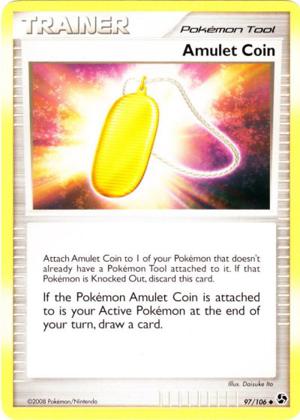 TRAINER
Pokémon Tool
Amulet Coin
Attach Amulet Coin to 1 of your Pokémon that doesn't
already have a Pokémon Tool attached to it. If that
Pokémon is Knocked Out, discard this card.
If the Pokémon Amulet Coin is attached
to is your Active Pokémon at the end of
your turn, draw a card.
Illus. Daisuke Ito
©2008 Pokémon/Nintendo
97/106